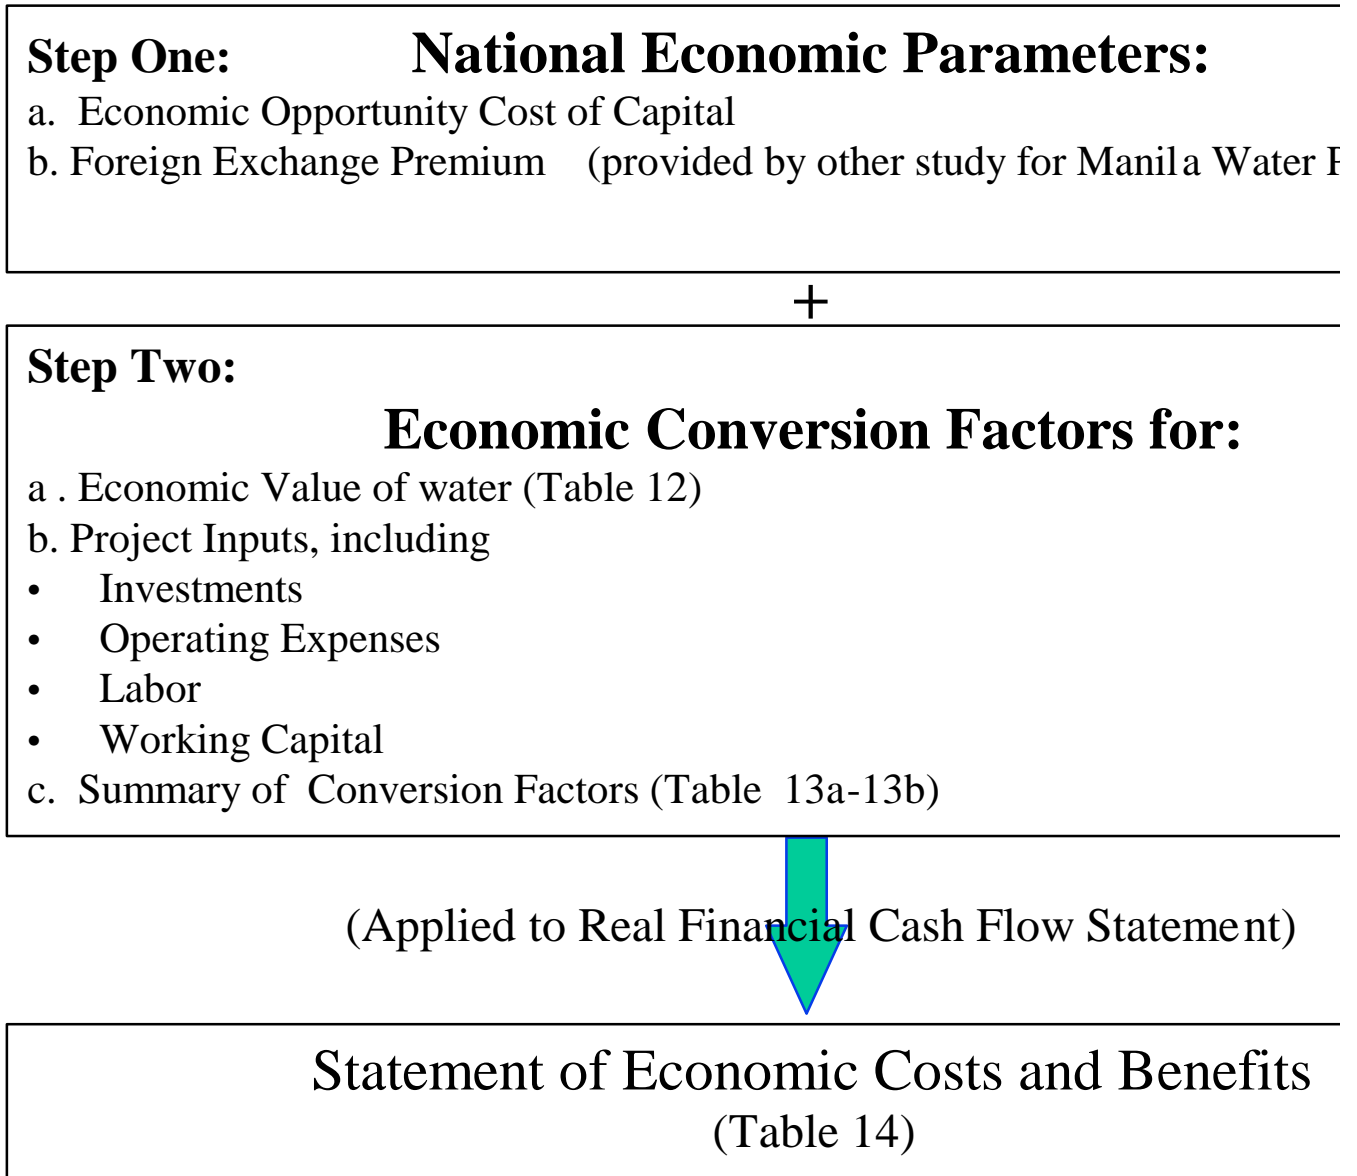 Step One: National Economic Parameters:
a. Economic Opportunity Cost of Capital
b. Foreign Exchange Premium (provided by other study for Manila Water
+
Step Two:
Economic Conversion Factors for:
a . Economic Value of water (Table 12)
b. Project Inputs, including
• Investments
• Operating Expenses
• Labor
• Working Capital
c. Summary of Conversion Factors (Table 13a-13b)
(Applied to Real Financial Cash Flow Statement)
Statement of Economic Costs and Benefits
(Table 14)